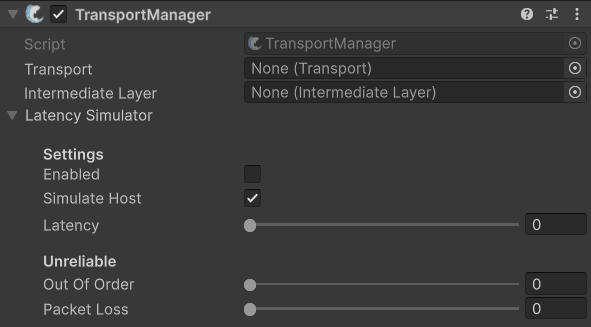 TransportManager
Script TransportManager
Transport None (Transport)
Intermediate Layer None (Intermediate Layer)
Latency Simulator
Settings
Enabled
Simulate Host
Latency 0
Unreliable
Out Of Order 0
Packet Loss 0